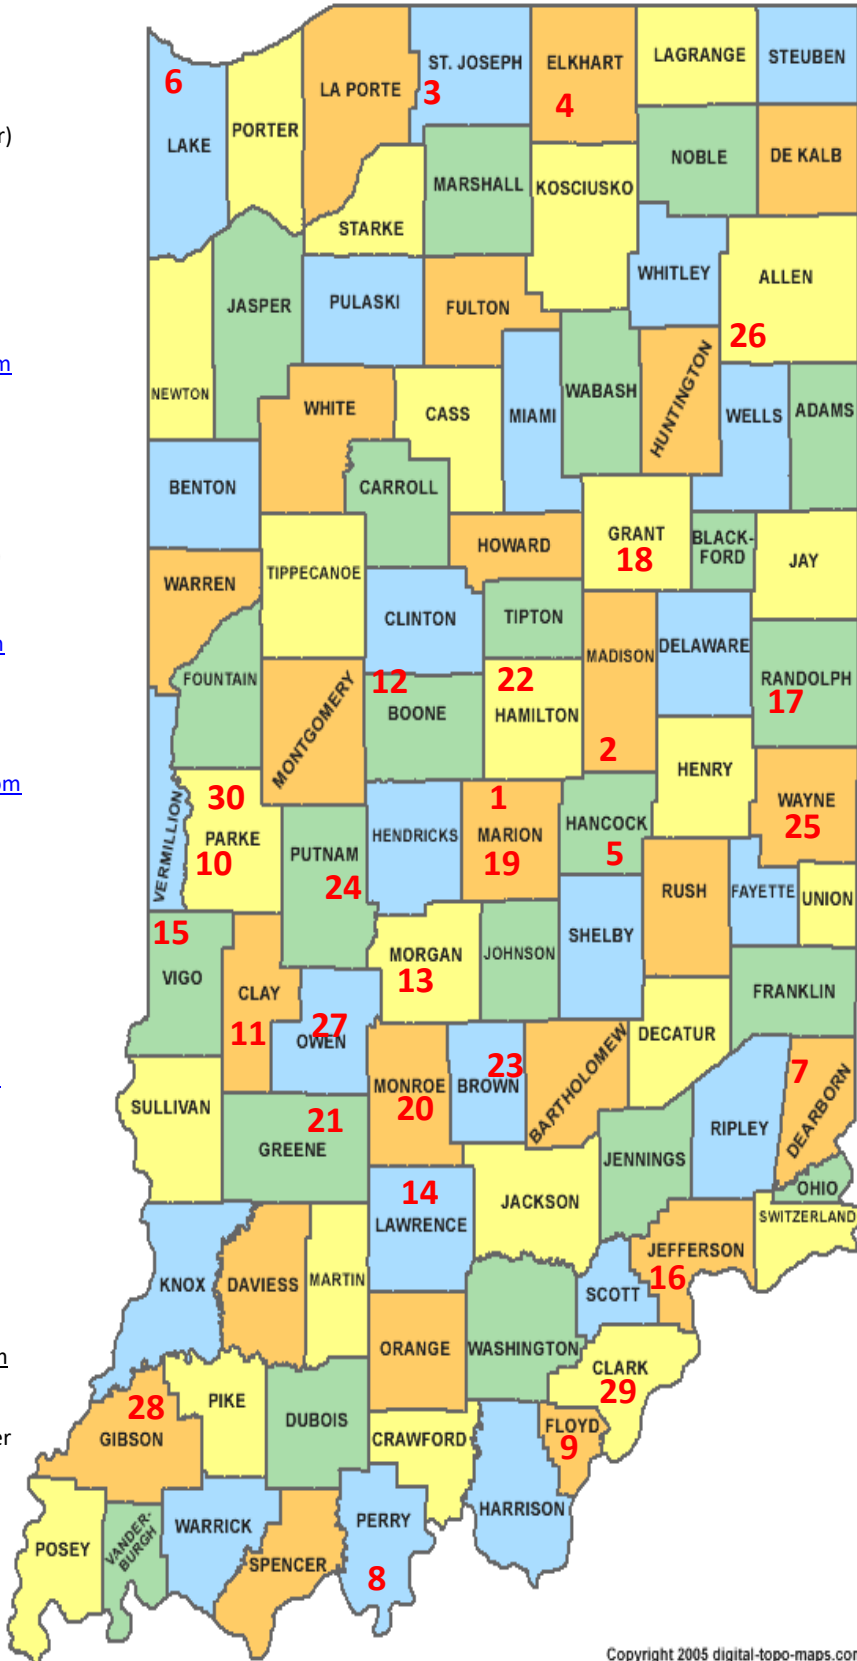 ST. JOSEPH
ELKHART
LAGRANGE
STEUBEN
6
LA PORTE
3
4
LAKE
PORTER
r)
NOBLE
DE KALB
MARSHALL
KOSCIUSKO
STARKE
WHITLEY
ALLEN
JASPER
PULASKI
FULTON
26
m
NEWTON
WHITE
CASS
MIAMI
WABASH
HUNTINGTON
WELLS
ADAMS
BENTON
CARROLL
GRANT
18
BLACK-
FORD
HOWARD
JAY
WARREN
TIPPECANOE
CLINTON
TIPTON
MADISON
DELAWARE
FOUNTAIN
12
22
RANDOLPH
17
MONTGOMERY
BOONE
HAMILTON
2
HENRY
om
30
1
WAYNE
25
VERMILLION
PARKE
10
HENDRICKS
MARION
19
HANCOCK
5
PUTNAM
24
RUSH
FAYETTE
UNION
15
VIGO
MORGAN
13
JOHNSON
SHELBY
CLAY
11
27
OWEN
FRANKLIN
DECATUR
SULLIVAN
MONROE
20
23
BROWN
BARTHOLOMEW
7
DEARBORN
21
GREENE
RIPLEY
JENNINGS
OHIO
14
LAWRENCE
JACKSON
SWITZERLAND
JEFFERSON
16
KNOX
DAVIESS
MARTIN
SCOTT
ORANGE
WASHINGTON
CLARK
29
28
GIBSON
PIKE
DUBOIS
CRAWFORD
FLOYD
9
er
HARRISON
POSEY
VANDER-
BURGH
WARRICK
SPENCER
PERRY
8
Copyright 2005 digital-topo-maps.com